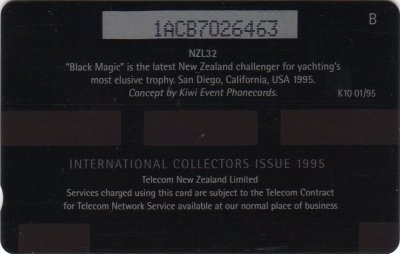 1ACB7026463
B
NZL32
"Black Magic" is the latest New Zealand challenger for yachting's
most elusive trophy. San Diego, California, USA 1995.
Concept by Kiwi Event Phonecards.
K10 01/95
INTERNATIONAL COLLECTORS ISSUE 1995
Telecom New Zealand Limited
Services charged using this card are subject to the Telecom Contract
for Telecom Network Service available at our normal place of business